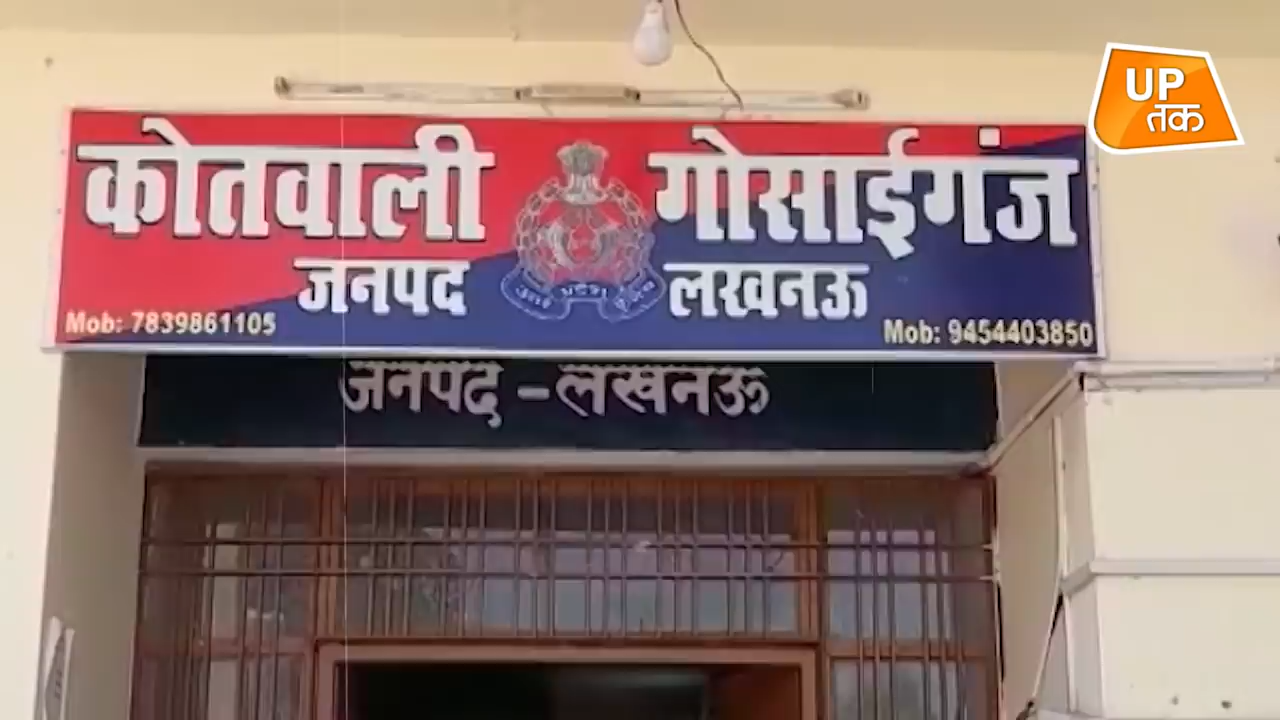 UP
तक
कोतवाली गोसाईगंज
जनपद लखनऊ
Mob: 7839861105 Mob: 9454403850
जनपद - लखनऊ